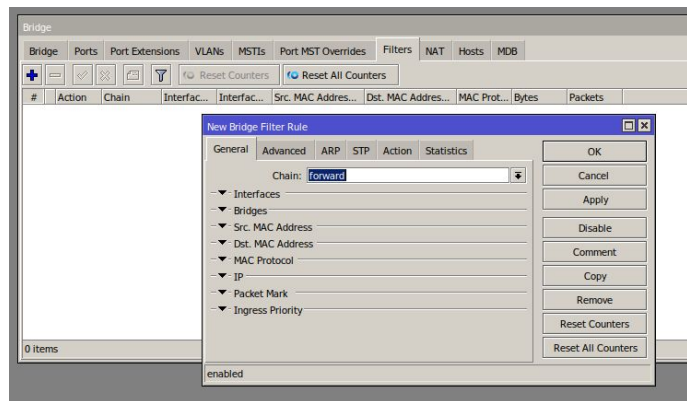 Bridge
Bridge Ports Port Extensions VLANs MSTIs Port MST Overrides Filters NAT Hosts MDB
Reset Counters Reset All Counters
# Action Chain Interfac... Interfac... Src. MAC Addres... Dst. MAC Addres... MAC Prot... Bytes Packets
New Bridge Filter Rule
General Advanced ARP STP Action Statistics
Chain: forward
Interfaces
Bridges
Src. MAC Address
Dst. MAC Address
MAC Protocol
IP
Packet Mark
Ingress Priority
OK
Cancel
Apply
Disable
Comment
Copy
Remove
Reset Counters
Reset All Counters
enabled
0 items